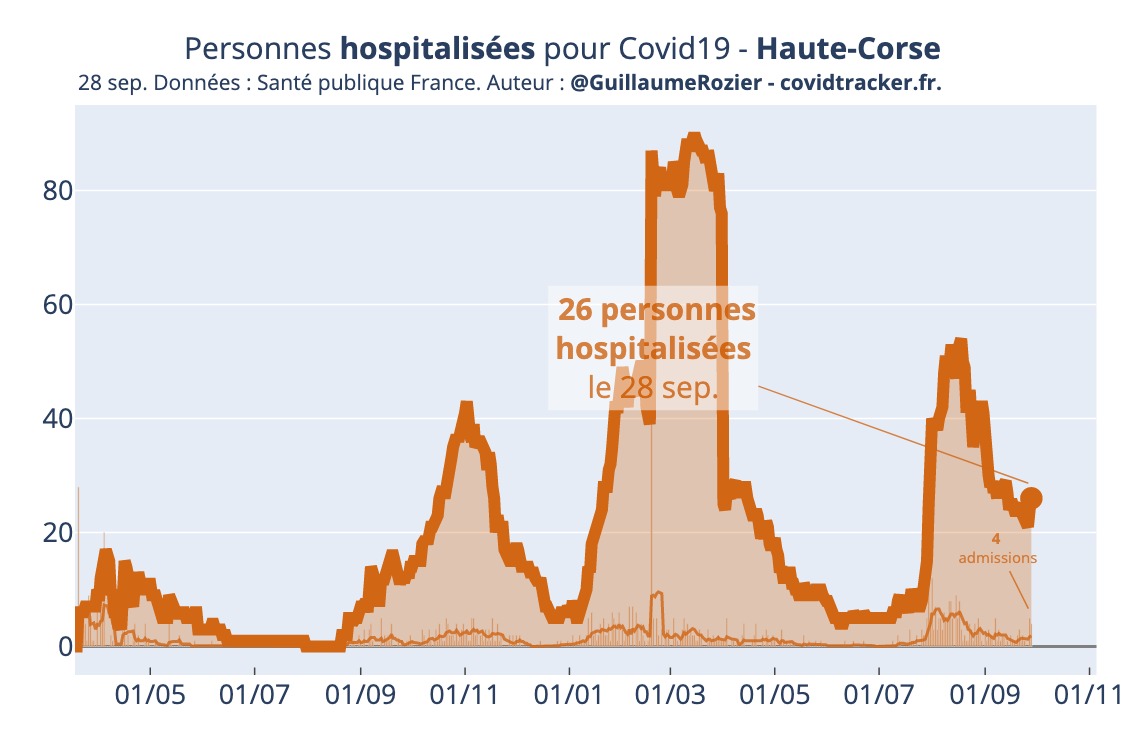 Personnes hospitalisées pour Covid19 - Haute-Corse
28 sep. Données : Santé publique France. Auteur : @GuillaumeRozier - covidtracker.fr.
80
60
40
20
0
26 personnes
hospitalisées
le 28 sep.
4
admissions
01/05 01/07 01/09 01/11 01/01 01/03 01/05 01/07 01/09 01/11